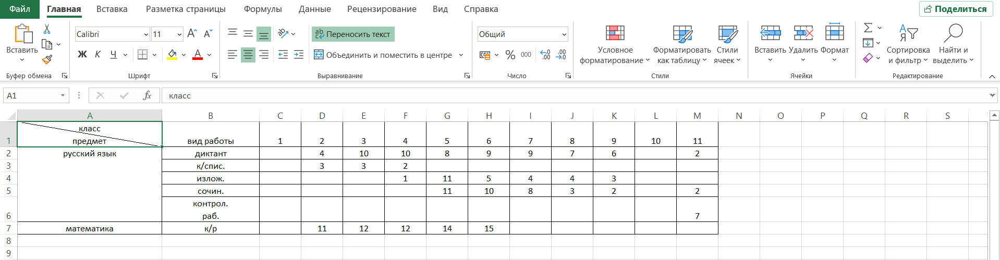 Файл Главная Вставка Разметка страницы Формулы Данные Рецензирование Вид Справка Поделиться
Вставить
Буфер обмена
Calibri 11
Ж К Ч А
Шрифт
Переносить текст
Объединить и поместить в центре
Выравнивание
Общий
% 000
Число
Условное форматирование
Форматировать как таблицу
Стили ячеек
Стили
Вставить Удалить Формат
Ячейки
Сортировка и фильтр
Найти и выделить
Редактирование
A1 fx класс
A B C D E F G H I J K L M N O P Q R S
класс
1 предмет вид работы 1 2 3 4 5 6 7 8 9 10 11
2 русский язык диктант 4 10 10 8 9 9 7 6 2
3 к/спис. 3 3 2
4 излож. 1 11 5 4 4 3
5 сочин. 11 10 8 3 2 2
контрол.
6 раб. 7
7 математика к/р 11 12 12 14 15
8
9